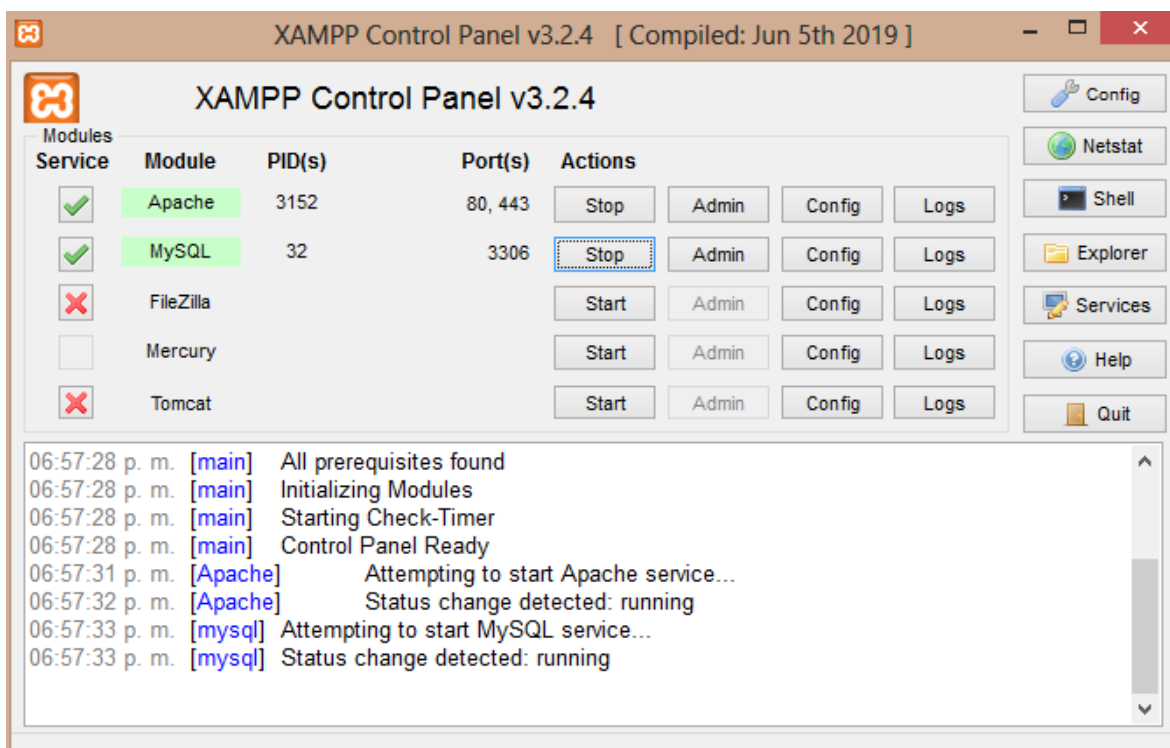 XAMPP Control Panel v3.2.4 [ Compiled: Jun 5th 2019 ]
XAMPP Control Panel v3.2.4
Config
Modules
Service Module PID(s) Port(s) Actions
Netstat
Apache 3152 80, 443 Stop Admin Config Logs
Shell
MySQL 32 3306 Stop Admin Config Logs
Explorer
FileZilla Start Admin Config Logs
Services
Mercury Start Admin Config Logs
Help
Tomcat Start Admin Config Logs
Quit
06:57:28 p. m. [main] All prerequisites found
06:57:28 p. m. [main] Initializing Modules
06:57:28 p. m. [main] Starting Check-Timer
06:57:28 p. m. [main] Control Panel Ready
06:57:31 p. m. [Apache] Attempting to start Apache service...
06:57:32 p. m. [Apache] Status change detected: running
06:57:33 p. m. [mysql] Attempting to start MySQL service...
06:57:33 p. m. [mysql] Status change detected: running